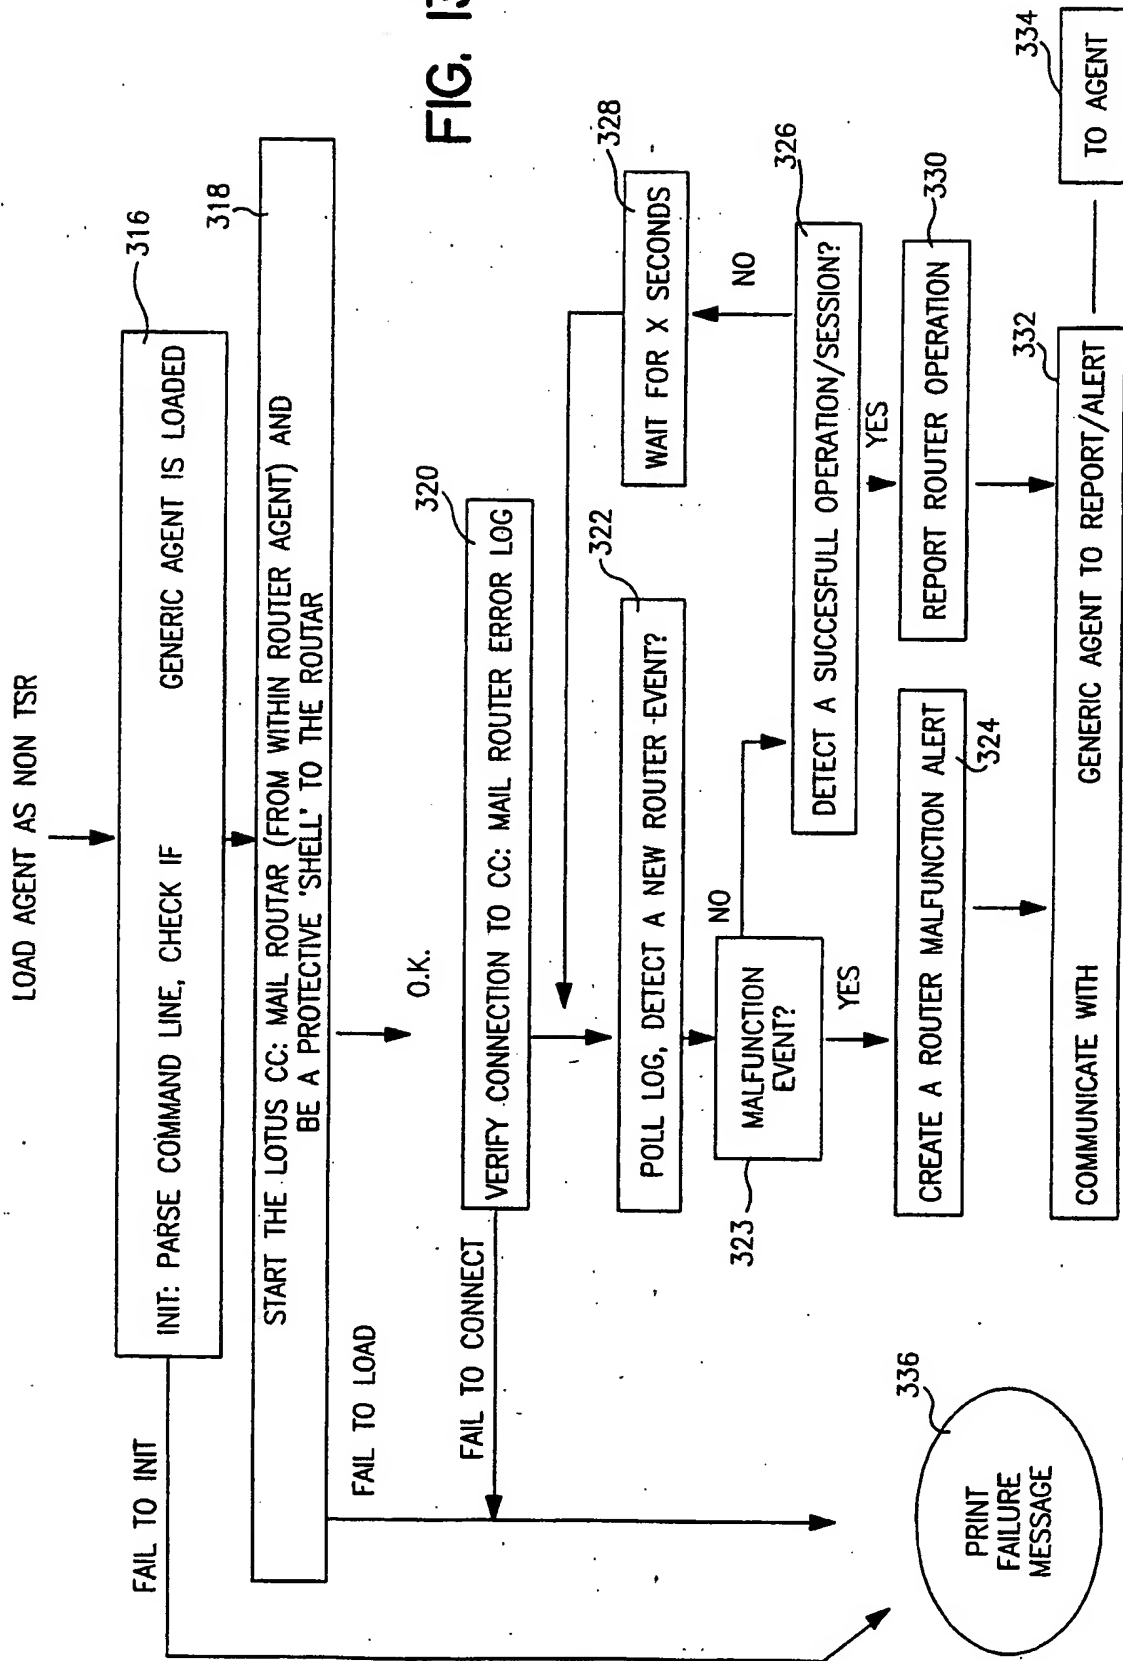 FIG. 13
LOAD AGENT AS NON TSR
316
INIT: PARSE COMMAND LINE, CHECK IF GENERIC AGENT IS LOADED
FAIL TO INIT
318
START THE LOTUS CC: MAIL ROUTAR (FROM WITHIN ROUTER AGENT) AND
BE A PROTECTIVE 'SHELL' TO THE ROUTAR
FAIL TO LOAD
O.K.
320
VERIFY CONNECTION TO CC: MAIL ROUTER ERROR LOG
FAIL TO CONNECT
322
POLL LOG, DETECT A NEW ROUTER EVENT?
328
WAIT FOR X SECONDS
323
MALFUNCTION
EVENT?
NO
YES
NO
326
DETECT A SUCCESFULL OPERATION/SESSION?
YES
CREATE A ROUTER MALFUNCTION ALERT
324
330
REPORT ROUTER OPERATION
332
COMMUNICATE WITH GENERIC AGENT TO REPORT/ALERT
334
TO AGENT
336
PRINT
FAILURE
MESSAGE